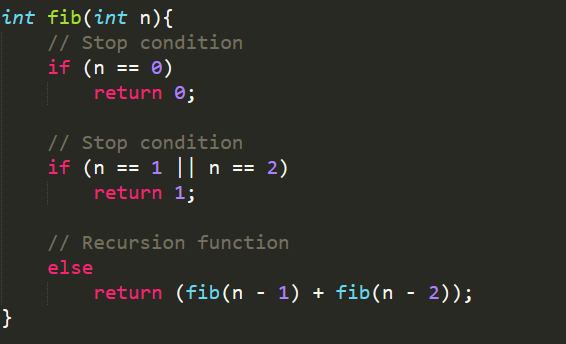 int fib(int n){
    // Stop condition
    if (n == 0)
        return 0;

    // Stop condition
    if (n == 1 || n == 2)
        return 1;

    // Recursion function
    else
        return (fib(n - 1) + fib(n - 2));
}